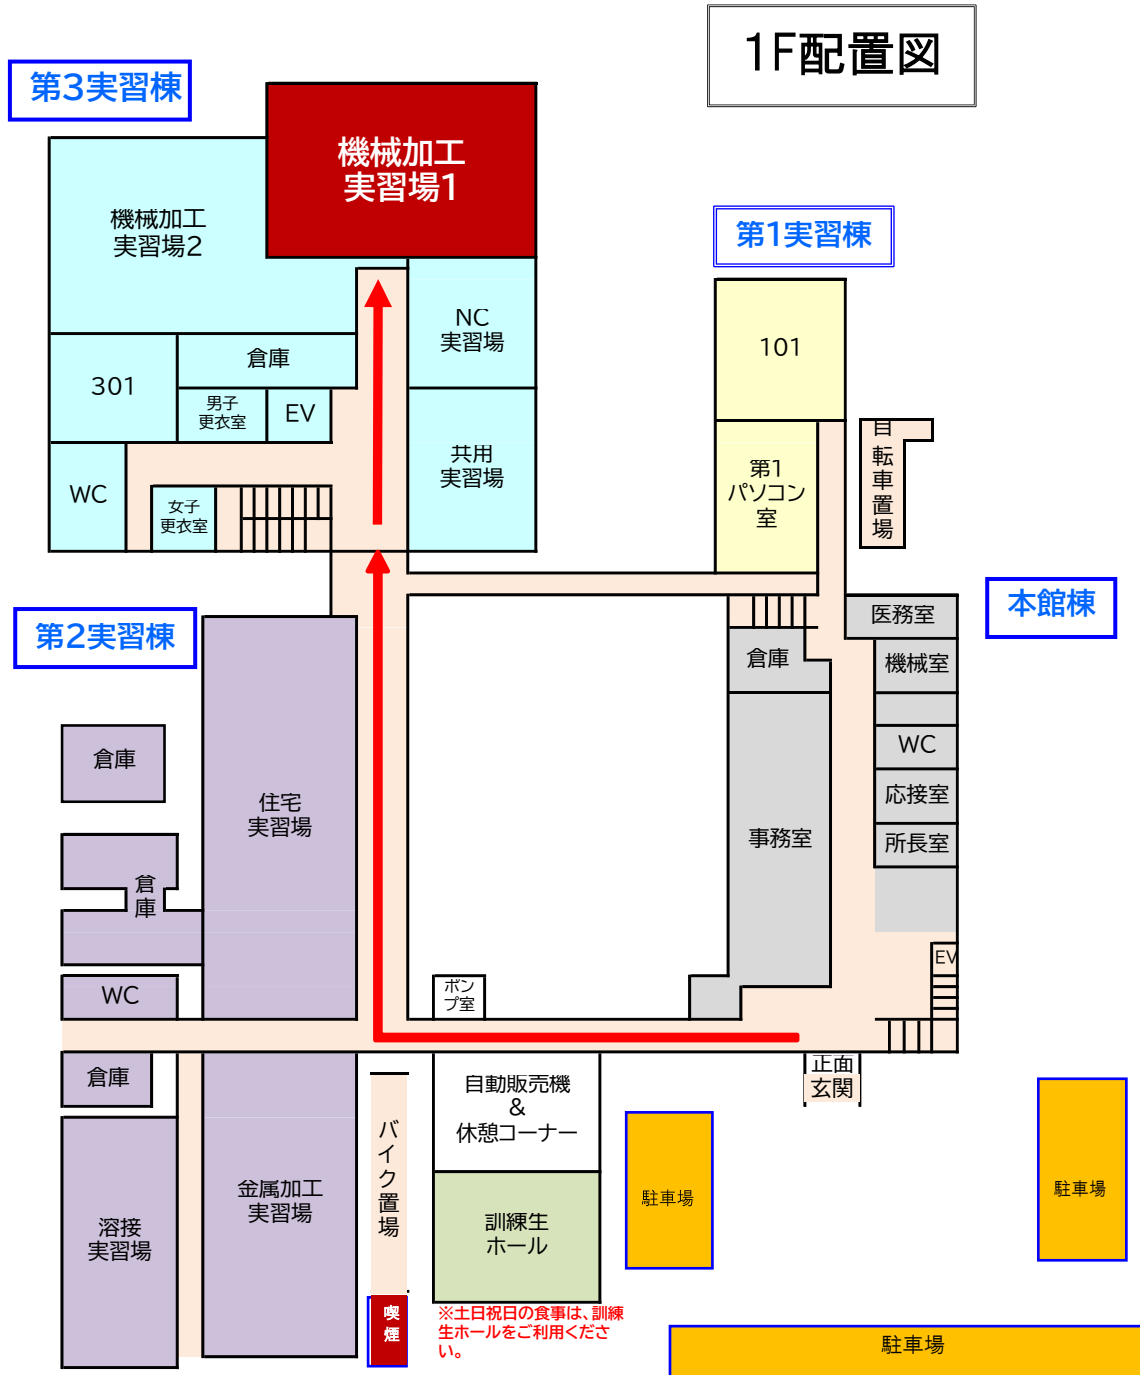 1F配置図
第3実習棟
機械加工
実習場1
機械加工
実習場2
第1実習棟
NC
実習場
101
301
倉庫
男子
更衣室
EV
共用
実習場
第1
パソコン
室
自
転
車
置
場
WC
女子
更衣室
第2実習棟
本館棟
医務室
倉庫
機械室
WC
応接室
所長室
事務室
倉庫
住宅
実習場
倉
庫
WC
ポン
プ室
EV
正面
玄関
倉庫
自動販売機
&
休憩コーナー
バイク置場
金属加工
実習場
溶接
実習場
訓練生
ホール
駐車場
駐車場
喫
煙
※土日祝日の食事は、訓練
生ホールをご利用くださ
い。
駐車場